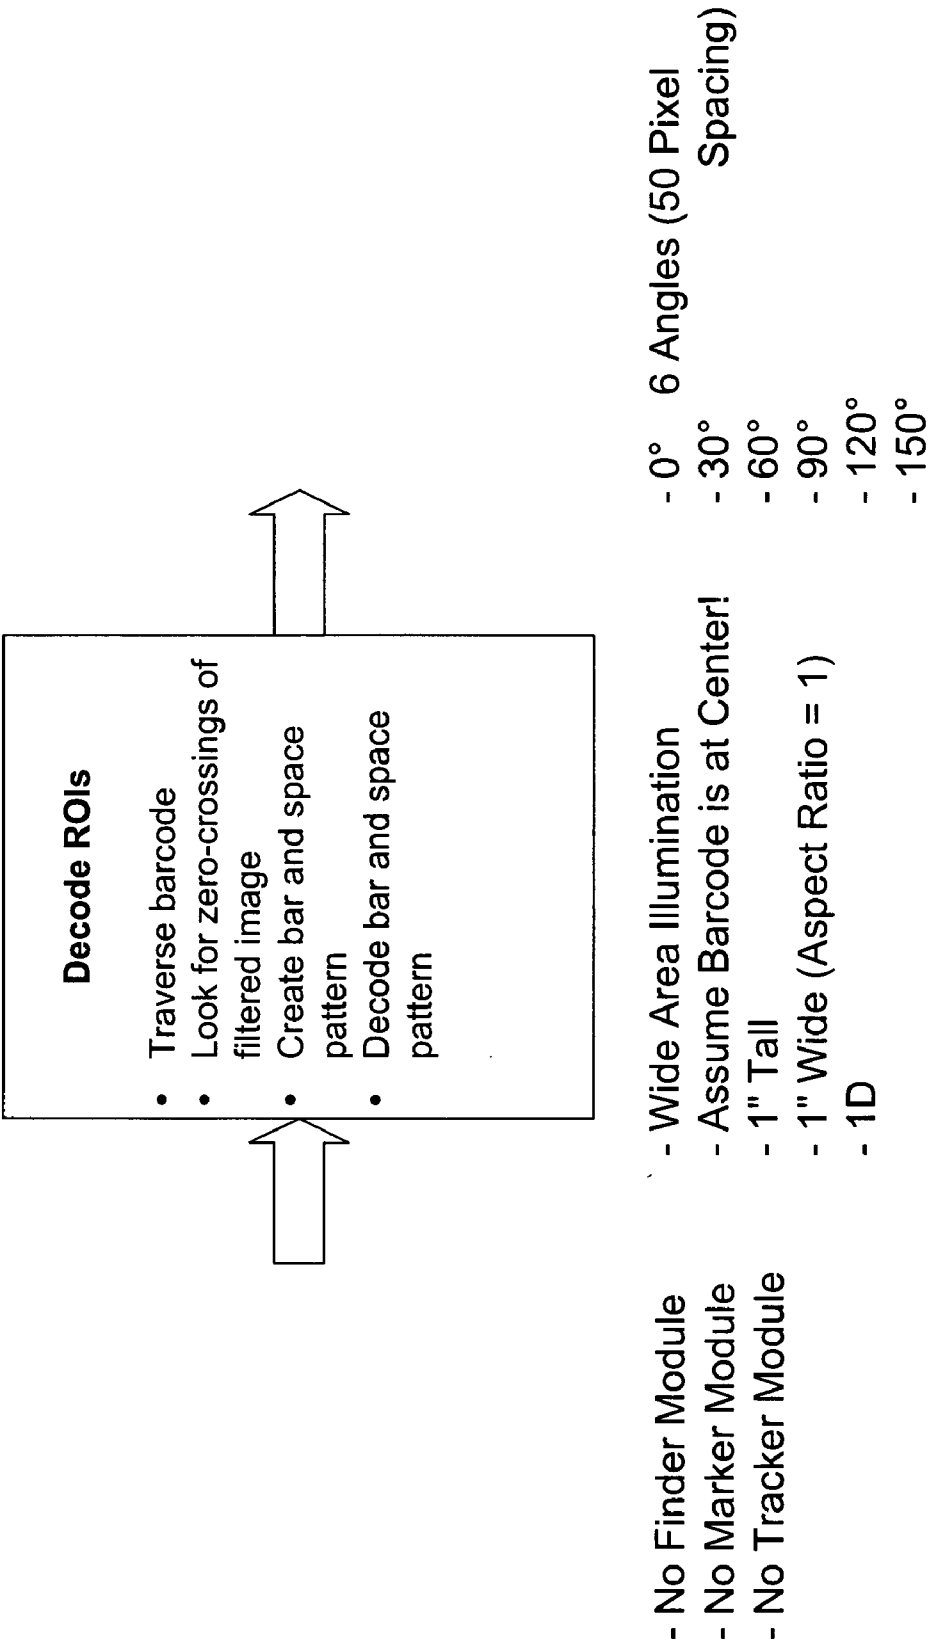 Decode ROIs
• Traverse barcode
• Look for zero-crossings of
filtered image
• Create bar and space
pattern
• Decode bar and space
pattern
- No Finder Module
- No Marker Module
- No Tracker Module
- Wide Area Illumination
- Assume Barcode is at Center!
- 1" Tall
- 1" Wide (Aspect Ratio = 1)
- 1D
- 0° 6 Angles (50 Pixel
Spacing)
- 30°
- 60°
- 90°
- 120°
- 150°